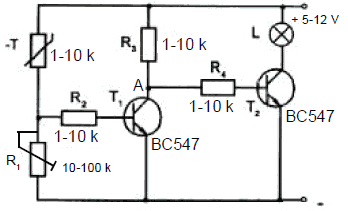 + 5-12 V
L
-T
1-10 k
R3
1-10 k
A
R4
1-10 k
T2
BC547
R2
1-10 k
T1
BC547
R1
10-100 k
-